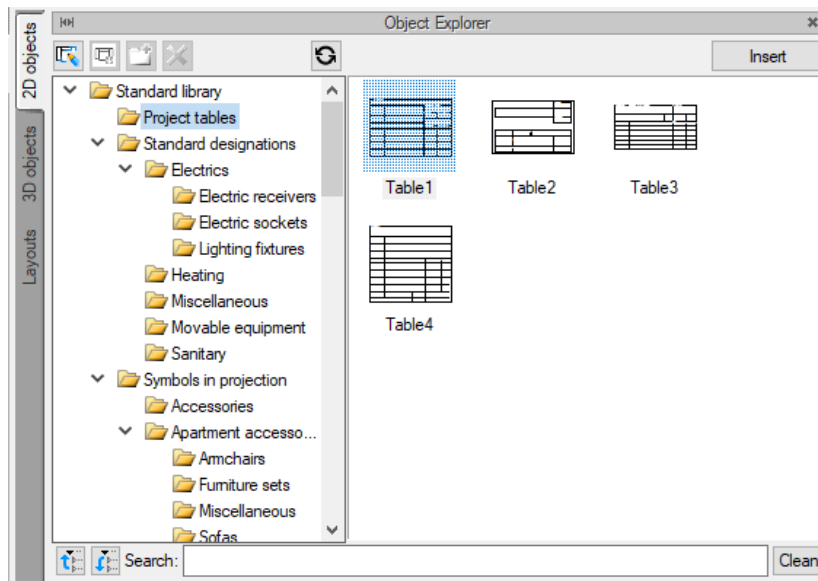 Object Explorer
2D objects
3D objects
Layouts
Insert
Standard library
Project tables
Standard designations
Electrics
Electric receivers
Electric sockets
Lighting fixtures
Heating
Miscellaneous
Movable equipment
Sanitary
Symbols in projection
Accessories
Apartment accesso...
Armchairs
Furniture sets
Miscellaneous
Sofas
Table1
Table2
Table3
Table4
Search:
Clean